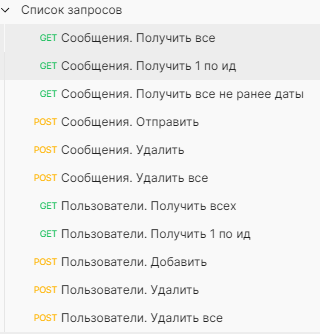 Список запросов
GET Сообщения. Получить все
GET Сообщения. Получить 1 по ид
GET Сообщения. Получить все не ранее даты
POST Сообщения. Отправить
POST Сообщения. Удалить
POST Сообщения. Удалить все
GET Пользователи. Получить всех
GET Пользователи. Получить 1 по ид
POST Пользователи. Добавить
POST Пользователи. Удалить
POST Пользователи. Удалить все